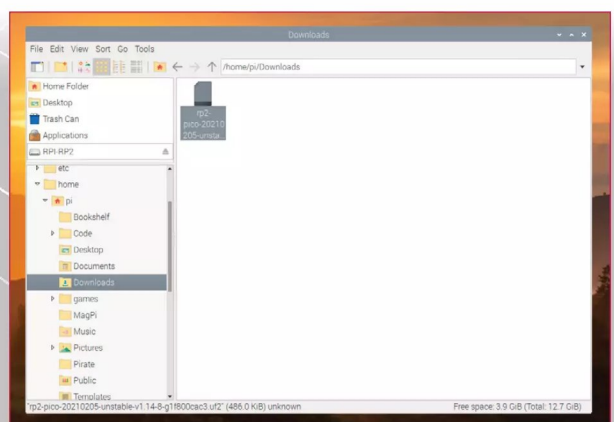 Downloads
File Edit View Sort Go Tools
/home/pi/Downloads
Home Folder
Desktop
Trash Can
Applications
RPI-RP2
etc
home
pi
Bookshelf
Code
Desktop
Documents
Downloads
games
MagPi
Music
Pictures
Pirate
Public
Templates
rp2-
pico-20210
205-unsta...
"rp2-pico-20210205-unstable-v1.14-8-g1f800cac3.uf2" (486.0 KiB) unknown
Free space: 3.9 GiB (Total: 12.7 GiB)